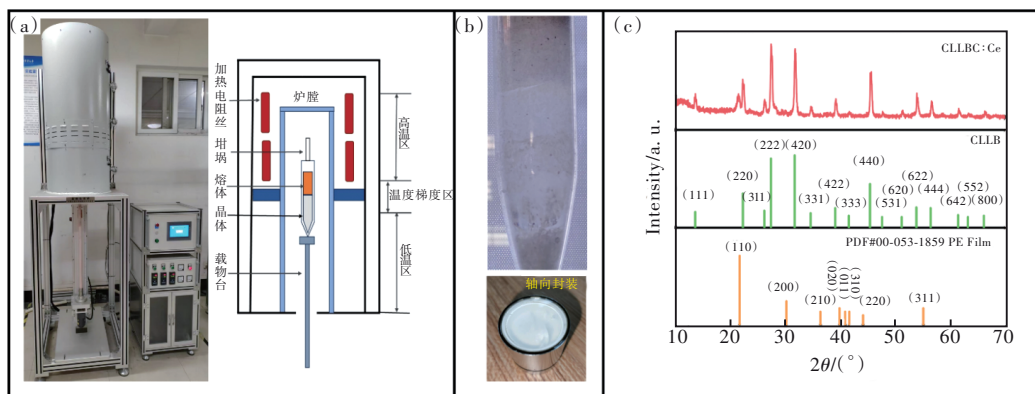 (a)
加热电阻丝
坩埚
熔体
晶体
载物台
炉膛
高温区
温度梯度区
低温区
(b)
轴向封装
(c)
CLLBC:Ce
CLLB
(111)
(220)
(311)
(222)
(420)
(331)
(422)
(333)
(440)
(531)
(620)
(622)
(444)
(642)
(552)
(800)
PDF#00-053-1859 PE Film
(110)
(200)
(210)
(020)
(011)
(310)
(220)
(311)
Intensity/a. u.
10 20 30 40 50 60 70
2θ/(°)